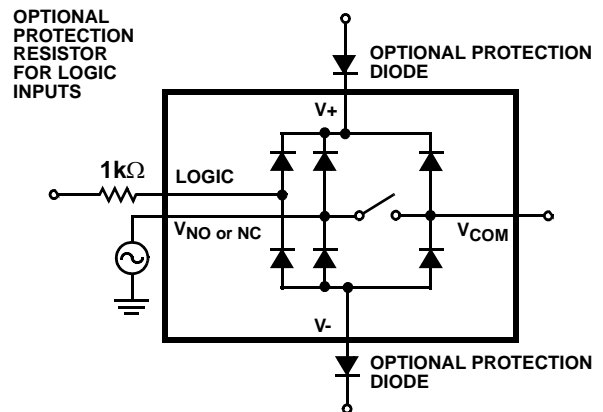 OPTIONAL
PROTECTION
RESISTOR
FOR LOGIC
INPUTS
OPTIONAL PROTECTION
DIODE
V+
1kΩ
LOGIC
VNO or NC
VCOM
V-
OPTIONAL PROTECTION
DIODE